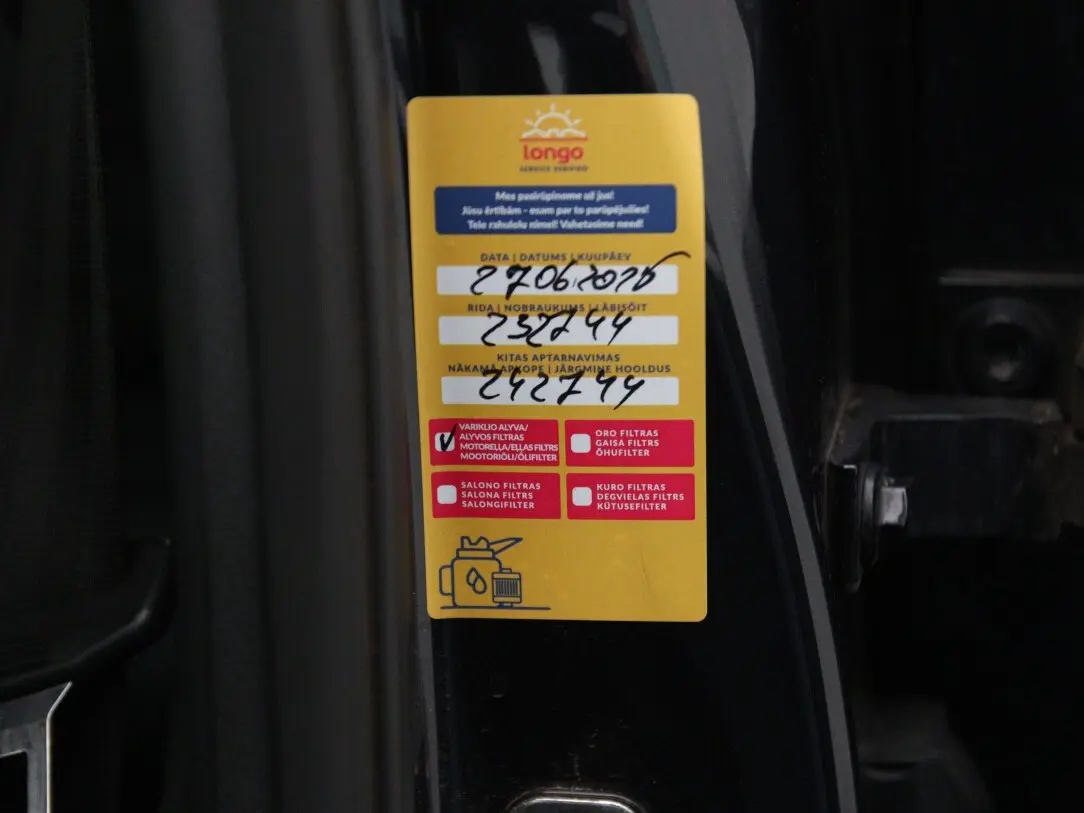 longo
SERVICE VERIFIED
Mes pasirūpinome už jus!
Jūsu ērtībām - esam par to parūpējušies!
Teie rahulolu nimel! Vahetasime need!
DATA | DATUMS | KUUPÄEV
27.06.2025
RIDA | NOBRAUKUMS | LÄBISÕIT
232744
KITAS APTARNAVIMAS
NĀKAMĀ APKOPE | JÄRGMINE HOOLDUS
242744
VARIKLIO ALYVA/
ALYVOS FILTRAS
MOTOREĻĻA/EĻĻAS FILTRS
MOOTORIÕLI/ÕLIFILTER
ORO FILTRAS
GAISA FILTRS
ÕHUFILTER
SALONO FILTRAS
SALONA FILTRS
SALONGIFILTER
KURO FILTRAS
DEGVIELAS FILTRS
KÜTUSEFILTER